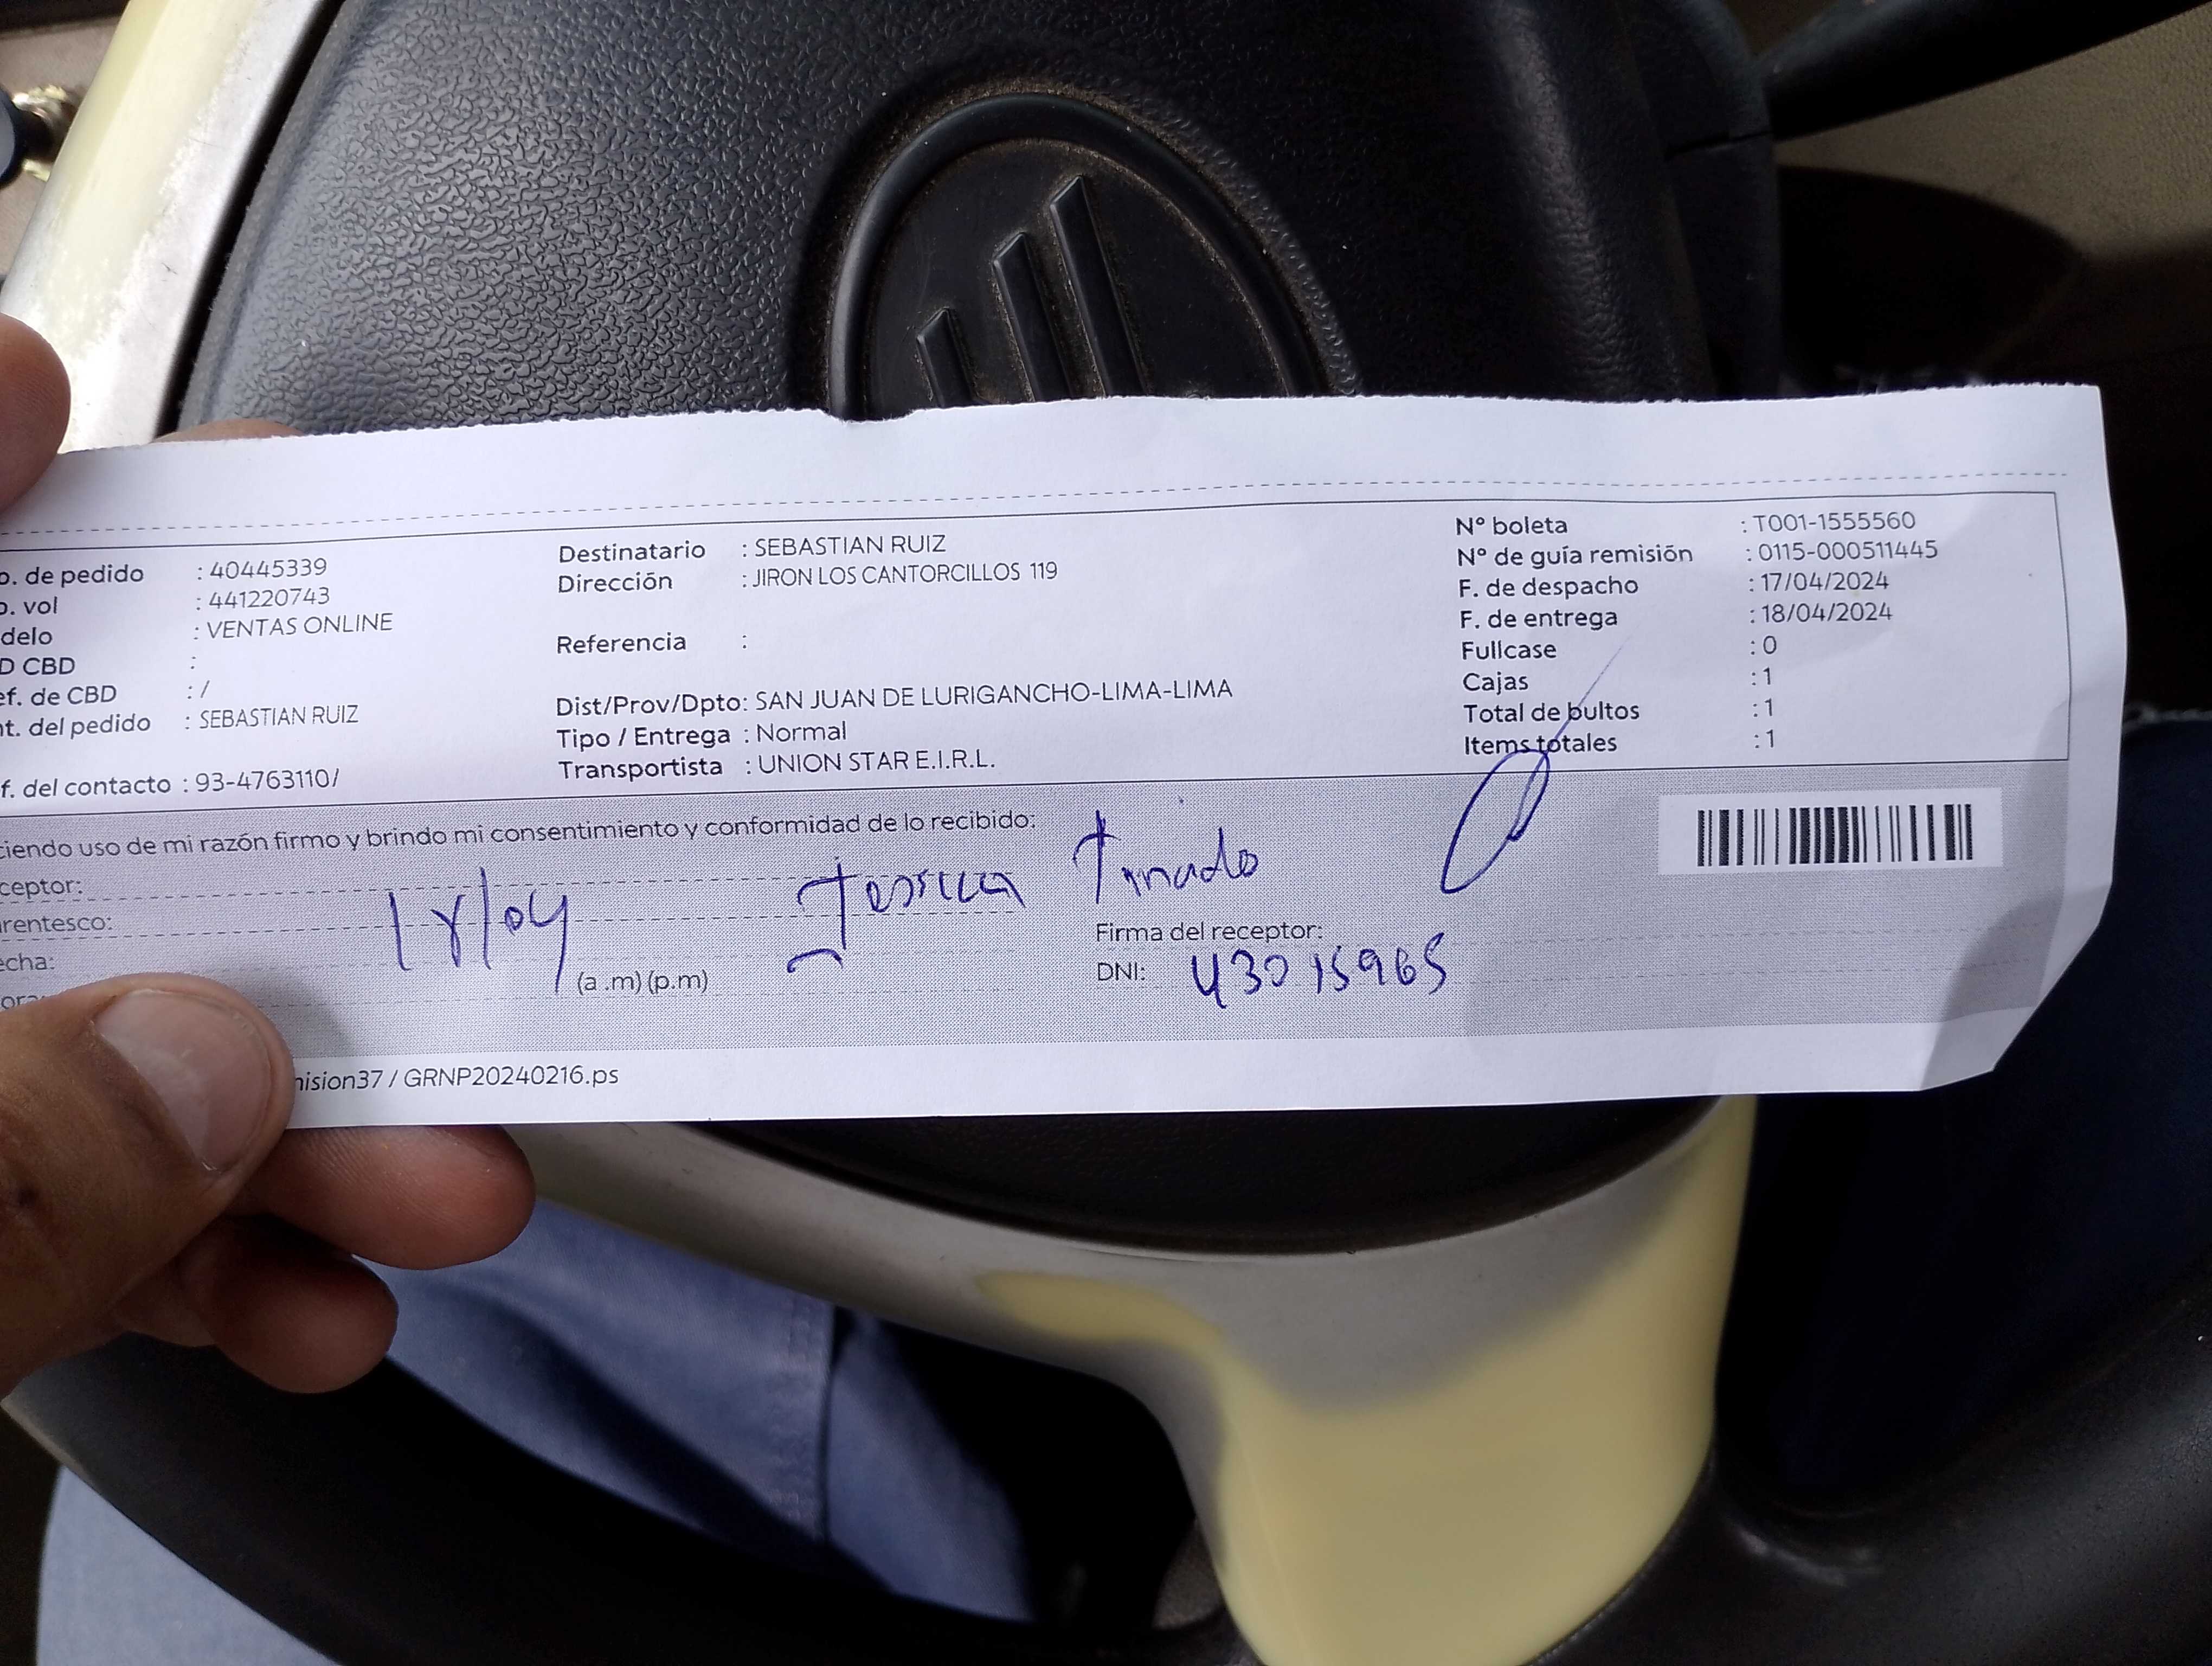 o. de pedido : 40445339
o. vol : 441220743
delo : VENTAS ONLINE
D CBD :
ef. de CBD : /
nt. del pedido : SEBASTIAN RUIZ
f. del contacto : 93-4763110/
Destinatario : SEBASTIAN RUIZ
Dirección : JIRON LOS CANTORCILLOS 119
Referencia :
Dist/Prov/Dpto: SAN JUAN DE LURIGANCHO-LIMA-LIMA
Tipo / Entrega : Normal
Transportista : UNION STAR E.I.R.L.
N° boleta : T001-1555560
N° de guía remisión : 0115-000511445
F. de despacho : 17/04/2024
F. de entrega : 18/04/2024
Fullcase : 0
Cajas : 1
Total de bultos : 1
Items totales : 1
ciendo uso de mi razón firmo y brindo mi consentimiento y conformidad de lo recibido:
ceptor: Jessica
rentesco: 18/04
echa:
ora: (a .m) (p.m)
Firma del receptor:
DNI: 43015965
nision37 / GRNP20240216.ps